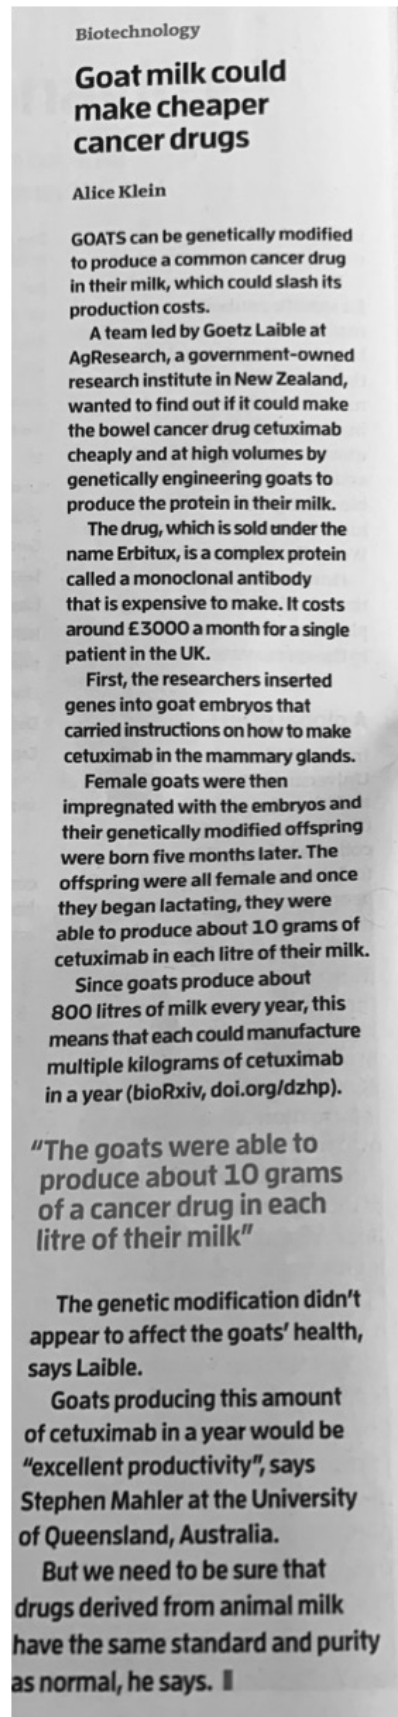 Biotechnology
Goat milk could
make cheaper
cancer drugs
Alice Klein
GOATS can be genetically modified
to produce a common cancer drug
in their milk, which could slash its
production costs.
A team led by Goetz Laible at
AgResearch, a government-owned
research institute in New Zealand,
wanted to find out if it could make
the bowel cancer drug cetuximab
cheaply and at high volumes by
genetically engineering goats to
produce the protein in their milk.
The drug, which is sold under the
name Erbitux, is a complex protein
called a monoclonal antibody
that is expensive to make. It costs
around £3000 a month for a single
patient in the UK.
First, the researchers inserted
genes into goat embryos that
carried instructions on how to make
cetuximab in the mammary glands.
Female goats were then
impregnated with the embryos and
their genetically modified offspring
were born five months later. The
offspring were all female and once
they began lactating, they were
able to produce about 10 grams of
cetuximab in each litre of their milk.
Since goats produce about
800 litres of milk every year, this
means that each could manufacture
multiple kilograms of cetuximab
in a year (bioRxiv, doi.org/dzhp).
"The goats were able to
produce about 10 grams
of a cancer drug in each
litre of their milk"
The genetic modification didn't
appear to affect the goats' health,
says Laible.
Goats producing this amount
of cetuximab in a year would be
"excellent productivity", says
Stephen Mahler at the University
of Queensland, Australia.
But we need to be sure that
drugs derived from animal milk
have the same standard and purity
as normal, he says.